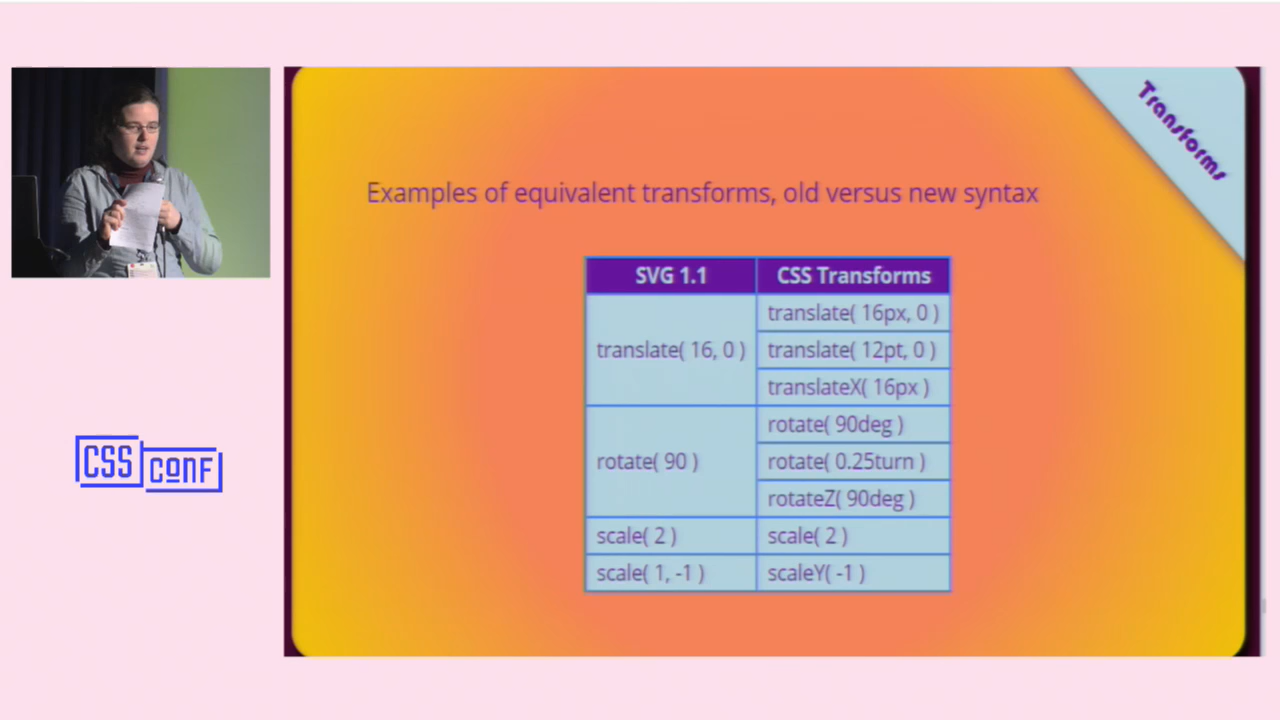 Transforms
Examples of equivalent transforms, old versus new syntax
SVG 1.1
CSS Transforms
translate( 16, 0 )
translate( 16px, 0 )
translate( 12pt, 0 )
translateX( 16px )
rotate( 90 )
rotate( 90deg )
rotate( 0.25turn )
rotateZ( 90deg )
scale( 2 )
scale( 2 )
scale( 1, -1 )
scaleY( -1 )
CSS
CONF